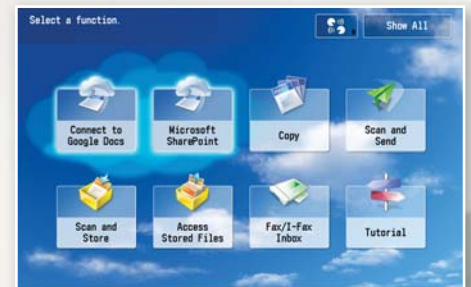 Select a function.
Show All
Connect to
Google Docs
Microsoft
SharePoint
Copy
Scan and
Send
Scan and
Store
Access
Stored Files
Fax/I-Fax
Inbox
Tutorial